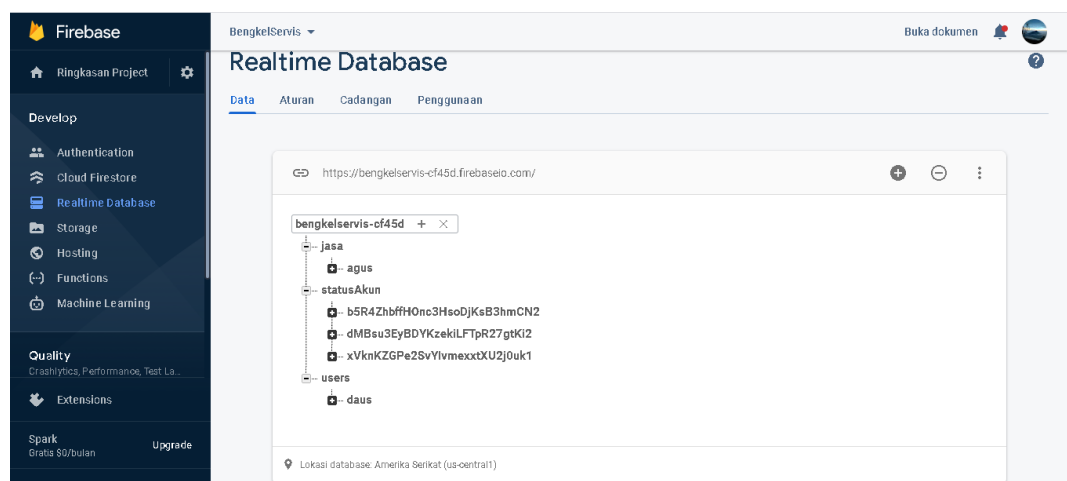 Firebase
Ringkasan Project
Develop
Authentication
Cloud Firestore
Realtime Database
Storage
Hosting
Functions
Machine Learning
Quality
Crashlytics, Performance, Test La...
Extensions
Spark
Gratis $0/bulan
Upgrade
BengkelServis
Buka dokumen
Realtime Database
Data Aturan Cadangan Penggunaan
https://bengkelservis-cf45d.firebaseio.com/
bengkelservis-cf45d
jasa
agus
statusAkun
b5R4ZhbffHOnc3HsoDjKsB3hmCN2
dMBsu3EyBDYKzekiLFTpR27gtKi2
xVknKZGPe2SvYlvmexxtXU2j0uk1
users
daus
Lokasi database: Amerika Serikat (us-central1)